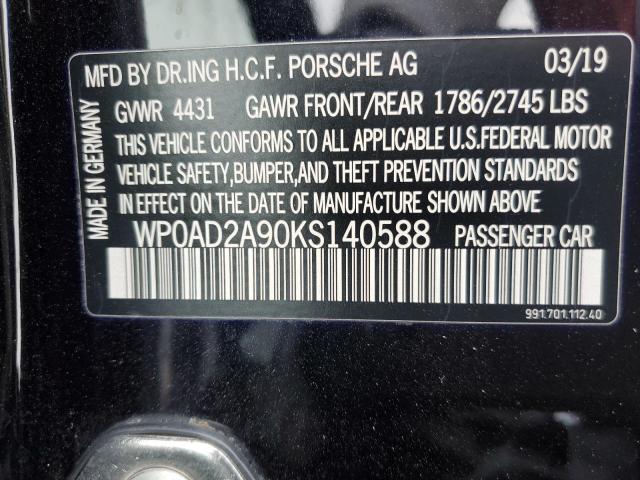 MFD BY DR.ING H.C.F. PORSCHE AG 03/19
GVWR 4431 GAWR FRONT/REAR 1786/2745 LBS
THIS VEHICLE CONFORMS TO ALL APPLICABLE U.S.FEDERAL MOTOR
VEHICLE SAFETY,BUMPER,AND THEFT PREVENTION STANDARDS
IN EFFECT ON THE DATE OF MANUFACTURE SHOWN ABOVE
WP0AD2A90KS140588 PASSENGER CAR
991.701.112.40
MADE IN GERMANY